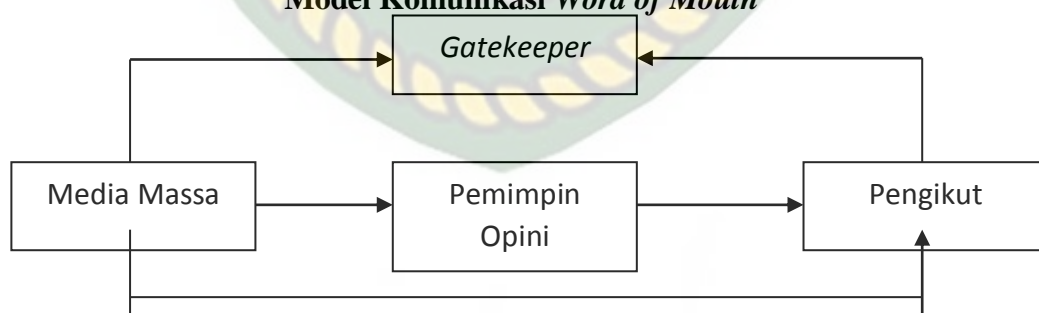 Model Komunikasi Word of Mouth
Gatekeeper
Media Massa
Pemimpin
Opini
Pengikut